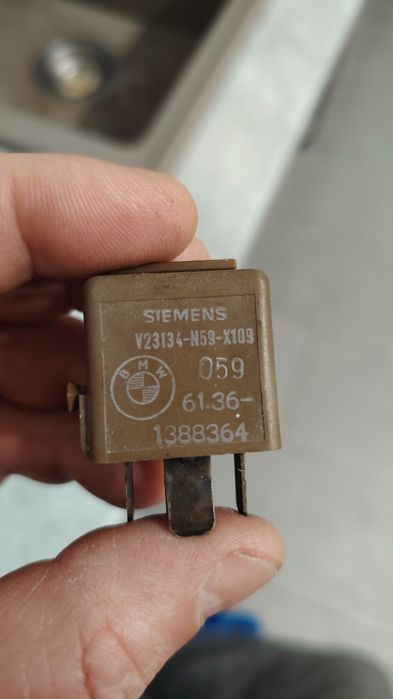 SIEMENS
V23134-N59-X109
BMW
059
61.36-
1388364